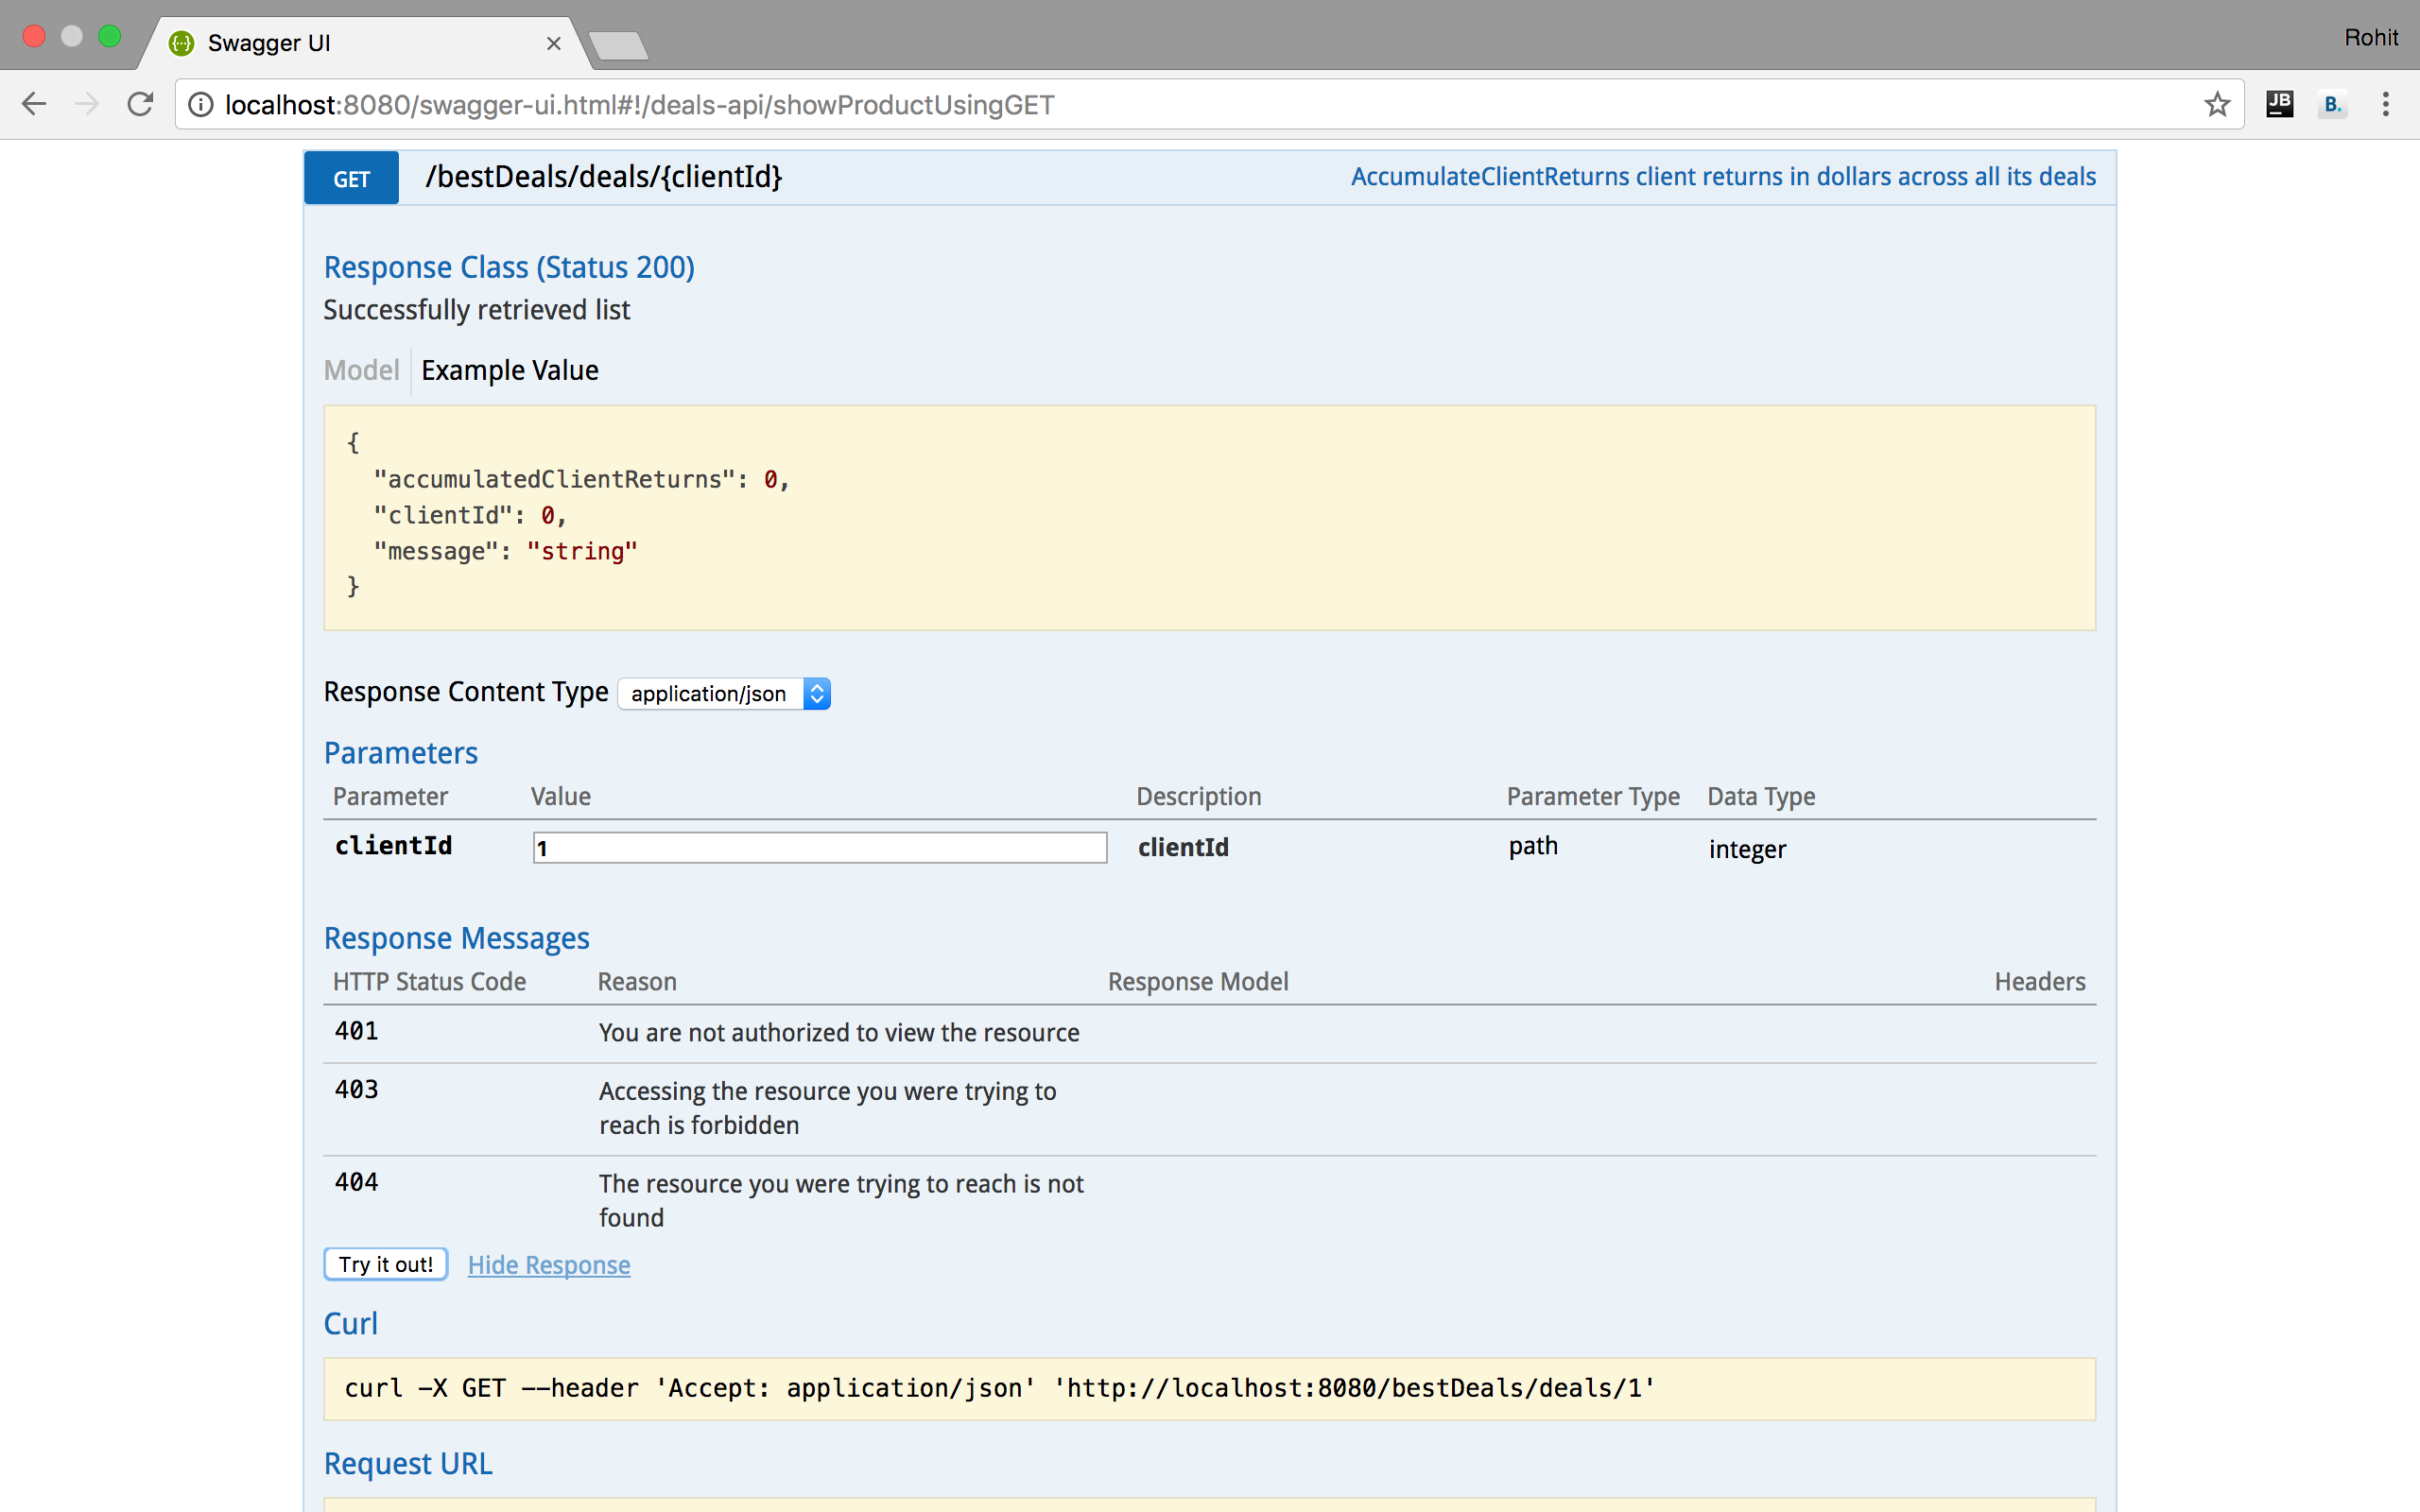 Swagger UI
Rohit
localhost:8080/swagger-ui.html#!/deals-api/showProductUsingGET
JB
B.
GET /bestDeals/deals/{clientId} AccumulateClientReturns client returns in dollars across all its deals
Response Class (Status 200)
Successfully retrieved list
Model Example Value
{
"accumulatedClientReturns": 0,
"clientId": 0,
"message": "string"
}
Response Content Type application/json
Parameters
Parameter Value Description Parameter Type Data Type
clientId 1 clientId path integer
Response Messages
HTTP Status Code Reason Response Model Headers
401 You are not authorized to view the resource
403 Accessing the resource you were trying to
reach is forbidden
404 The resource you were trying to reach is not
found
Try it out! Hide Response
Curl
curl -X GET --header 'Accept: application/json' 'http://localhost:8080/bestDeals/deals/1'
Request URL